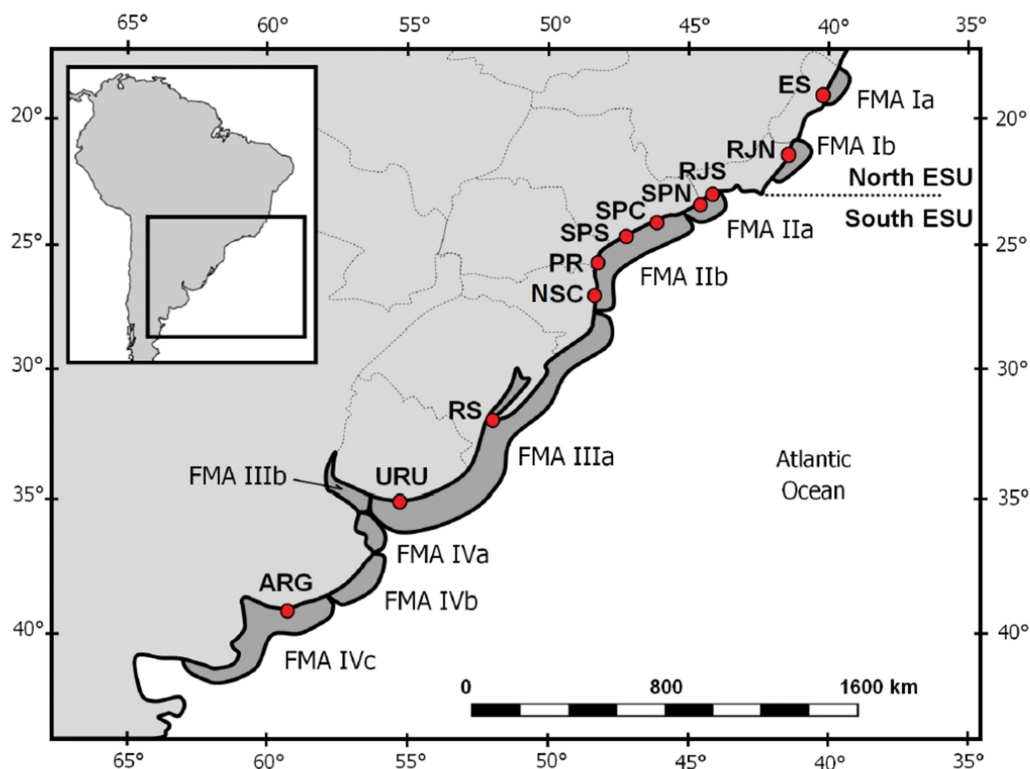 65° 60° 55° 50° 45° 40° 35°
20° 20°
25° 25°
30° 30°
35° 35°
40° 40°
ES
FMA Ia
RJN
FMA Ib
RJS
North ESU
SPN
South ESU
SPC
FMA IIa
SPS
PR
FMA IIb
NSC
RS
FMA IIIa
Atlantic
Ocean
FMA IIIb
URU
FMA IVa
ARG
FMA IVb
FMA IVc
0 800 1600 km
65° 60° 55° 50° 45° 40° 35°